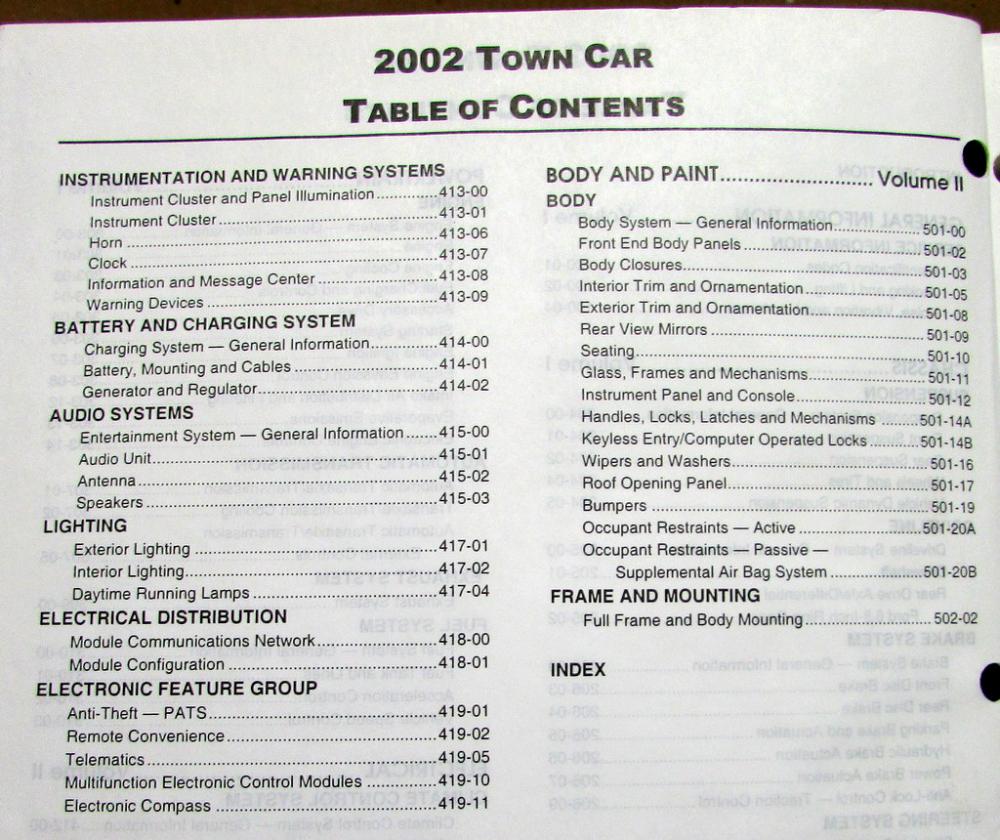 2002 TOWN CAR
TABLE OF CONTENTS
INSTRUMENTATION AND WARNING SYSTEMS
Instrument Cluster and Panel Illumination..............413-00
Instrument Cluster..............413-01
Horn..............413-06
Clock..............413-07
Information and Message Center..............413-08
Warning Devices..............413-09
BATTERY AND CHARGING SYSTEM
Charging System — General Information..............414-00
Battery, Mounting and Cables..............414-01
Generator and Regulator..............414-02
AUDIO SYSTEMS
Entertainment System — General Information........415-00
Audio Unit..............415-01
Antenna..............415-02
Speakers..............415-03
LIGHTING
Exterior Lighting..............417-01
Interior Lighting..............417-02
Daytime Running Lamps..............417-04
ELECTRICAL DISTRIBUTION
Module Communications Network..............418-00
Module Configuration..............418-01
ELECTRONIC FEATURE GROUP
Anti-Theft — PATS..............419-01
Remote Convenience..............419-02
Telematics..............419-05
Multifunction Electronic Control Modules..............419-10
Electronic Compass..............419-11
BODY AND PAINT..............Volume II
BODY
Body System — General Information..............501-00
Front End Body Panels..............501-02
Body Closures..............501-03
Interior Trim and Ornamentation..............501-05
Exterior Trim and Ornamentation..............501-08
Rear View Mirrors..............501-09
Seating..............501-10
Glass, Frames and Mechanisms..............501-11
Instrument Panel and Console..............501-12
Handles, Locks, Latches and Mechanisms........501-14A
Keyless Entry/Computer Operated Locks......501-14B
Wipers and Washers..............501-16
Roof Opening Panel..............501-17
Bumpers..............501-19
Occupant Restraints — Active..............501-20A
Occupant Restraints — Passive —
Supplemental Air Bag System..............501-20B
FRAME AND MOUNTING
Full Frame and Body Mounting..............502-02
INDEX